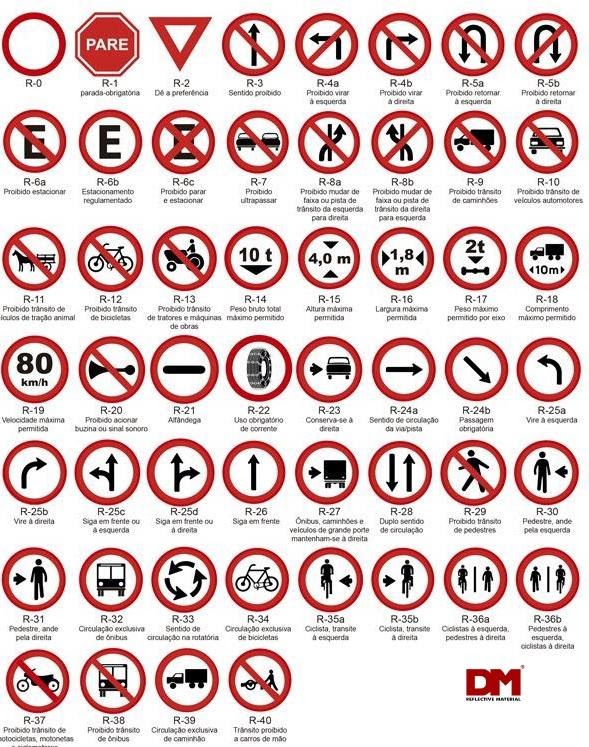 R-0
PARE
R-1
parada-obrigatória
R-2
Dê a preferência
R-3
Sentido proibido
R-4a
Proibido virar
à esquerda
R-4b
Proibido virar
à direita
R-5a
Proibido retornar
à esquerda
R-5b
Proibido retornar
à direita
E
R-6a
Proibido estacionar
E
R-6b
Estacionamento
regulamentado
E
R-6c
Proibido parar
e estacionar
R-7
Proibido
ultrapassar
R-8a
Proibido mudar de
faixa ou pista de
trânsito da esquerda
para direita
R-8b
Proibido mudar de
faixa ou pista de
trânsito da direita
para esquerda
R-9
Proibido trânsito
de caminhões
R-10
Proibido trânsito de
veículos automotores
R-11
Proibido trânsito de
ículos de tração animal
R-12
Proibido trânsito
de bicicletas
R-13
Proibido trânsito
de tratores e máquinas
de obras
10 t
R-14
Peso bruto total
máximo permitido
4,0 m
R-15
Altura máxima
permitida
1,8
m
R-16
Largura máxima
permitida
2t
R-17
Peso máximo
permitido por eixo
10m
R-18
Comprimento
máximo permitido
80
km/h
R-19
Velocidade máxima
permitida
R-20
Proibido acionar
buzina ou sinal sonoro
R-21
Alfândega
R-22
Uso obrigatório
de corrente
R-23
Conserva-se à
direita
R-24a
Sentido de circulação
da via/pista
R-24b
Passagem
obrigatória
R-25a
Vire à esquerda
R-25b
Vire à direita
R-25c
Siga em frente ou
à esquerda
R-25d
Siga em frente ou
à direita
R-26
Siga em frente
R-27
Ônibus, caminhões e
veículos de grande porte
mantenham-se à direita
R-28
Duplo sentido
de circulação
R-29
Proibido trânsito
de pedestres
R-30
Pedestre, ande
pela esquerda
R-31
Pedestre, ande
pela direita
R-32
Circulação exclusiva
de ônibus
R-33
Sentido de
circulação na rotatória
R-34
Circulação exclusiva
de bicicletas
R-35a
Ciclista, transite
à esquerda
R-35b
Ciclista, transite
à direita
R-36a
Ciclistas à esquerda,
pedestres à direita
R-36b
Pedestres à
esquerda,
ciclistas à direita
R-37
Proibido trânsito de
otocicletas, motonetas
R-38
Proibido trânsito
de ônibus
R-39
Circulação exclusiva
de caminhão
R-40
Trânsito proibido
a carros de mão
DM
REFLECTIVE MATERIAL